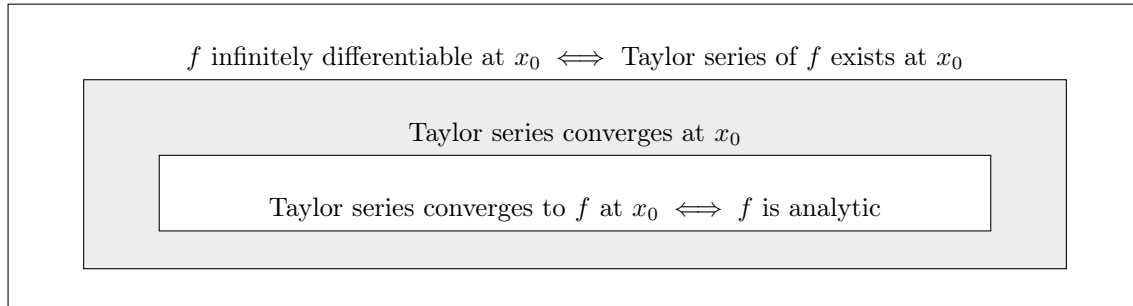 f infinitely differentiable at x₀ ⟺ Taylor series of f exists at x₀
Taylor series converges at x₀
Taylor series converges to f at x₀ ⟺ f is analytic